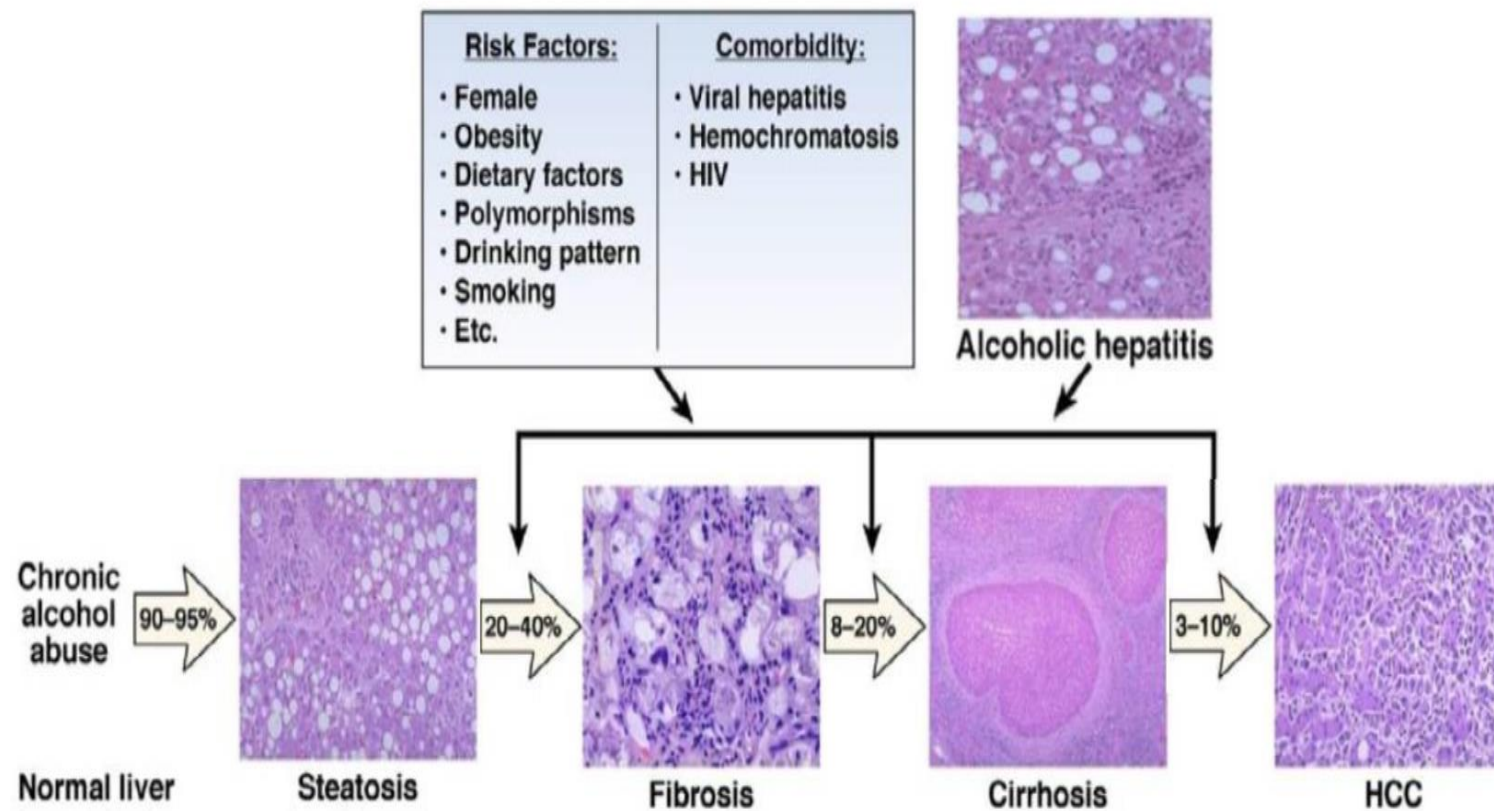 Risk Factors:
· Female
· Obesity
· Dietary factors
· Polymorphisms
· Drinking pattern
· Smoking
· Etc.
Comorbidity:
· Viral hepatitis
· Hemochromatosis
· HIV
Alcoholic hepatitis
Chronic
alcohol
abuse
90–95%
20–40%
8–20%
3–10%
Normal liver
Steatosis
Fibrosis
Cirrhosis
HCC